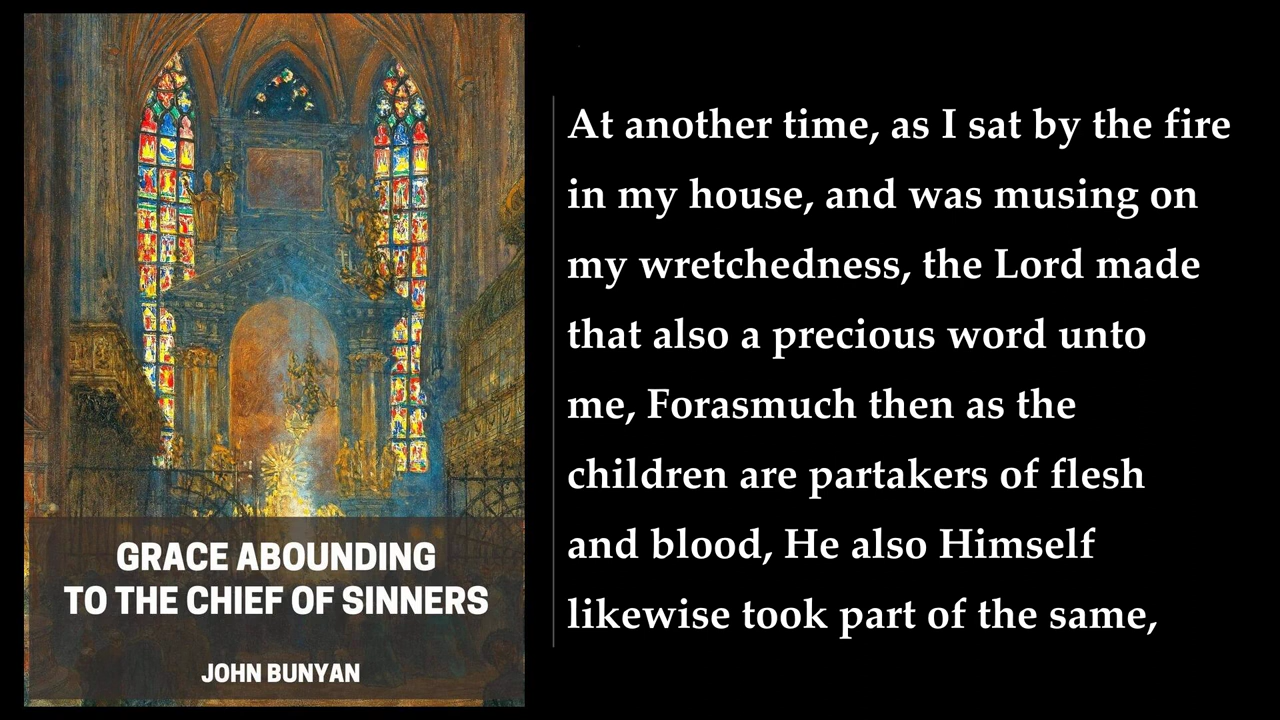 GRACE ABOUNDING
TO THE CHIEF OF SINNERS
JOHN BUNYAN
At another time, as I sat by the fire
in my house, and was musing on
my wretchedness, the Lord made
that also a precious word unto
me, Forasmuch then as the
children are partakers of flesh
and blood, He also Himself
likewise took part of the same,